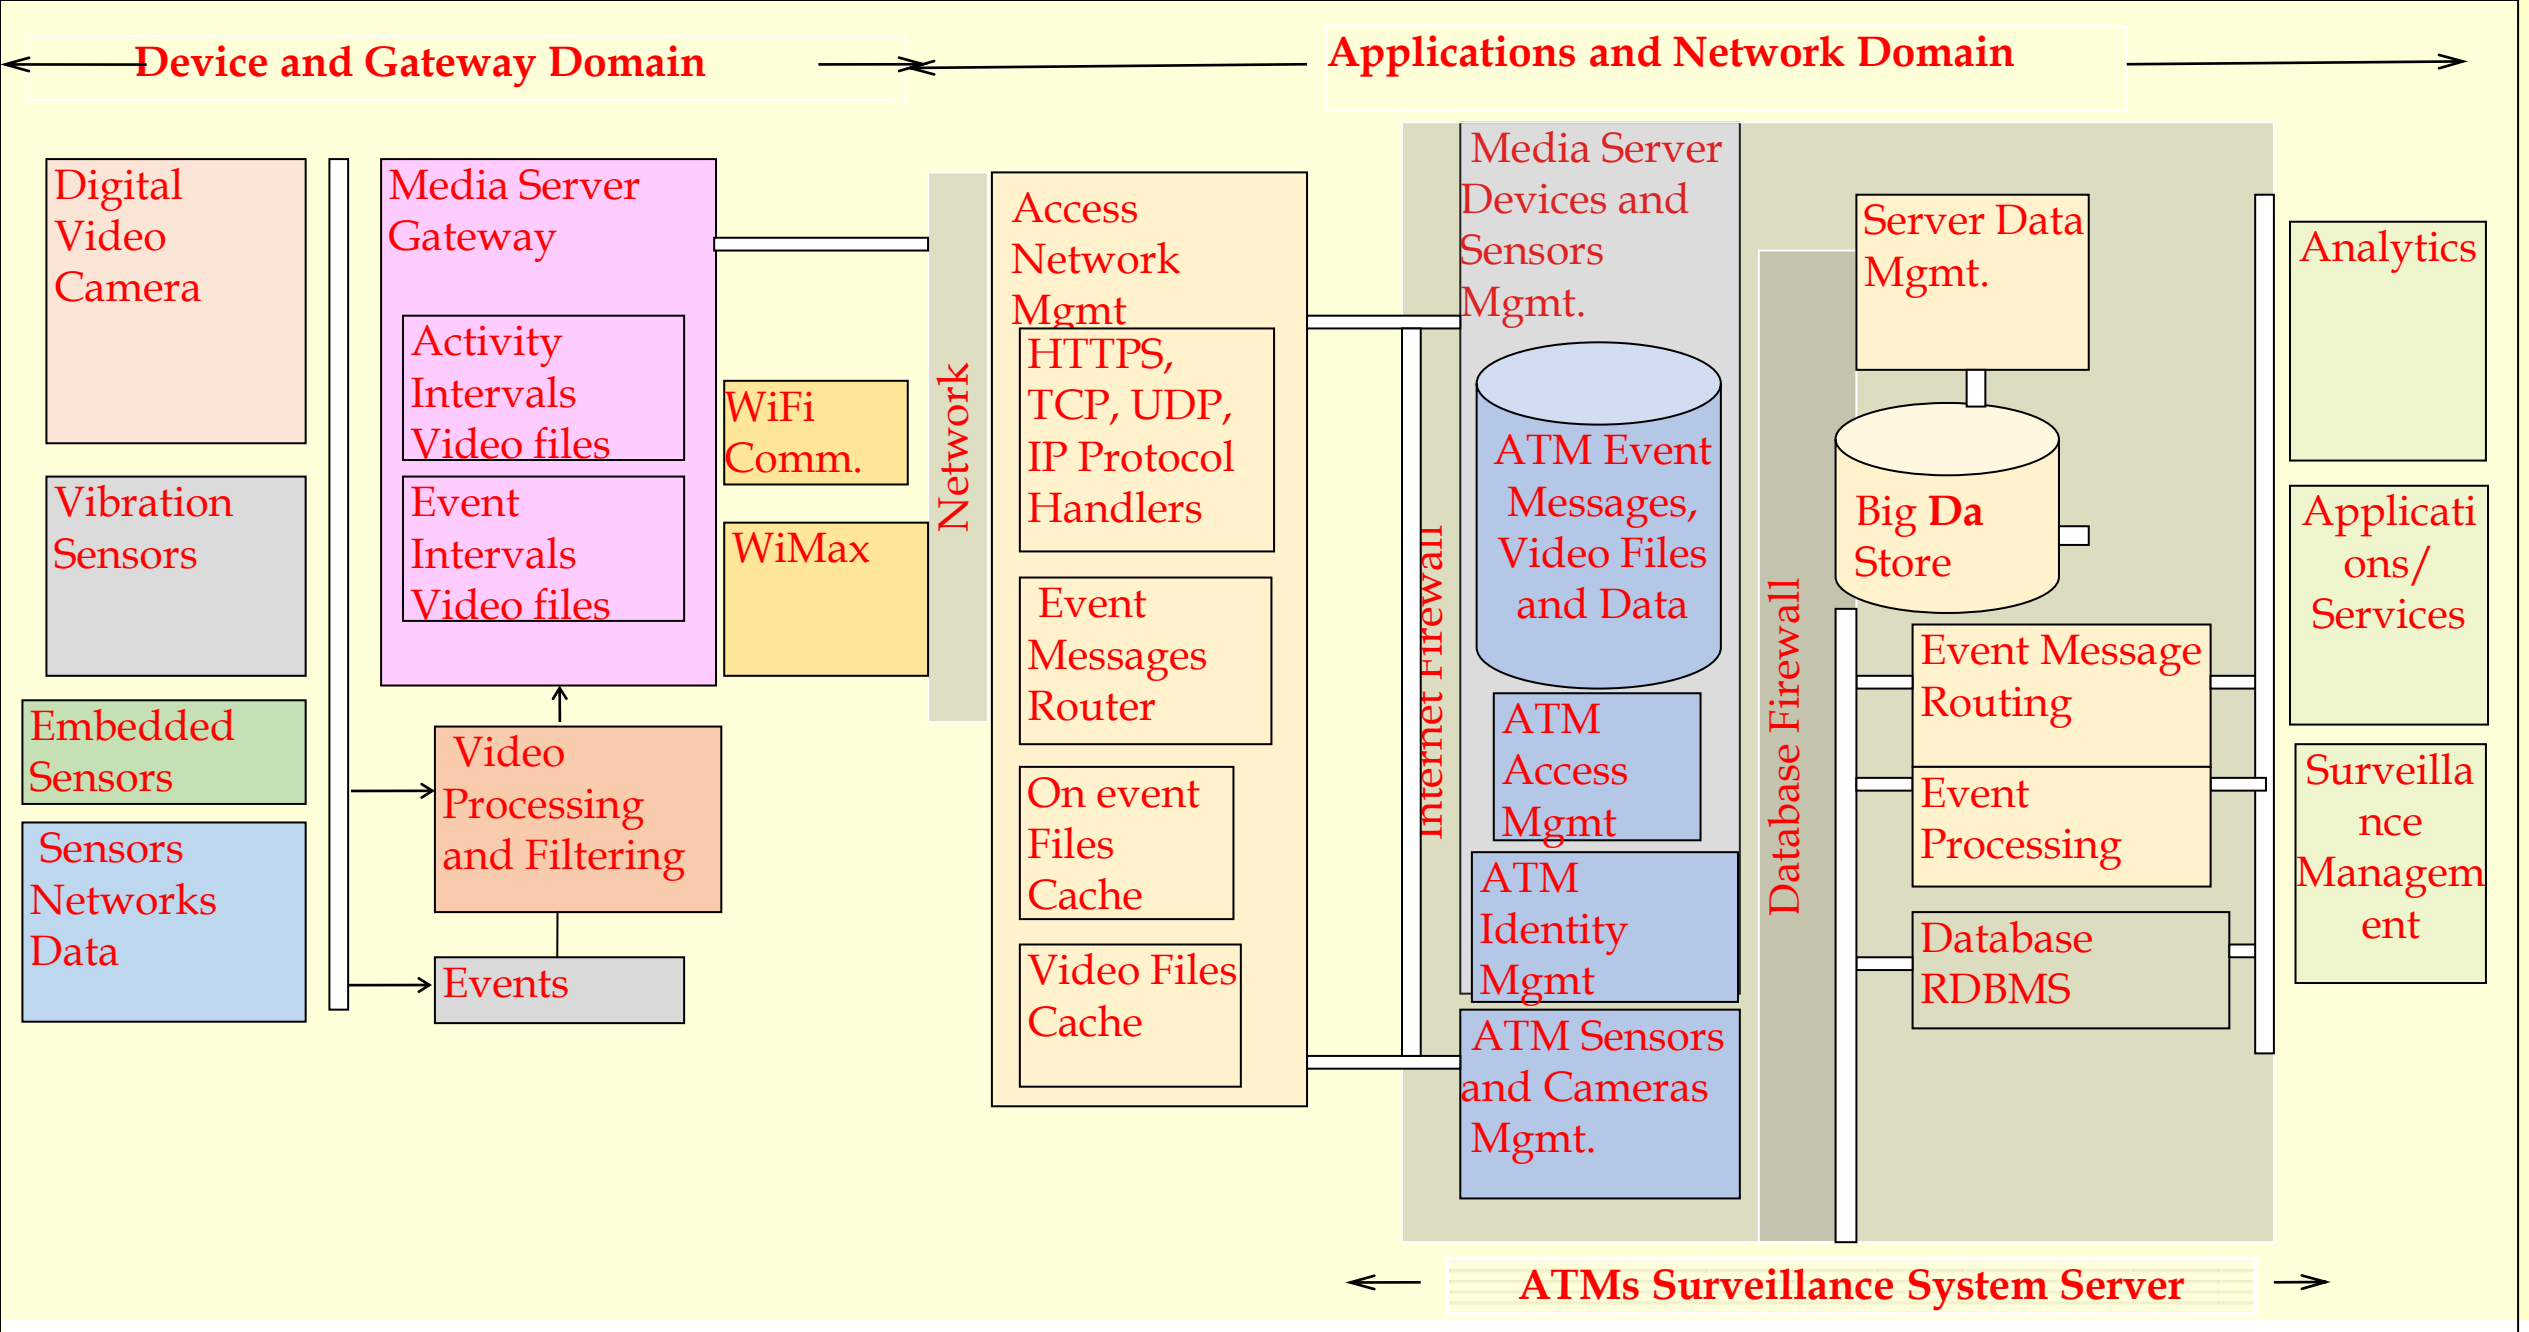 Device and Gateway Domain
Applications and Network Domain
Digital
Video
Camera
Vibration
Sensors
Embedded
Sensors
Sensors
Networks
Data
Media Server
Gateway
Activity
Intervals
Video files
Event
Intervals
Video files
Video
Processing
and Filtering
Events
WiFi
Comm.
WiMax
Network
Access
Network
Mgmt
HTTPS,
TCP, UDP,
IP Protocol
Handlers
Event
Messages
Router
On event
Files
Cache
Video Files
Cache
Internet Firewall
Media Server
Devices and
Sensors
Mgmt.
ATM Event
Messages,
Video Files
and Data
ATM
Access
Mgmt
ATM
Identity
Mgmt
ATM Sensors
and Cameras
Mgmt.
Database Firewall
Server Data
Mgmt.
Big Da
Store
Event Message
Routing
Event
Processing
Database
RDBMS
Analytics
Applicati
ons/
Services
Surveilla
nce
Managem
ent
ATMs Surveillance System Server